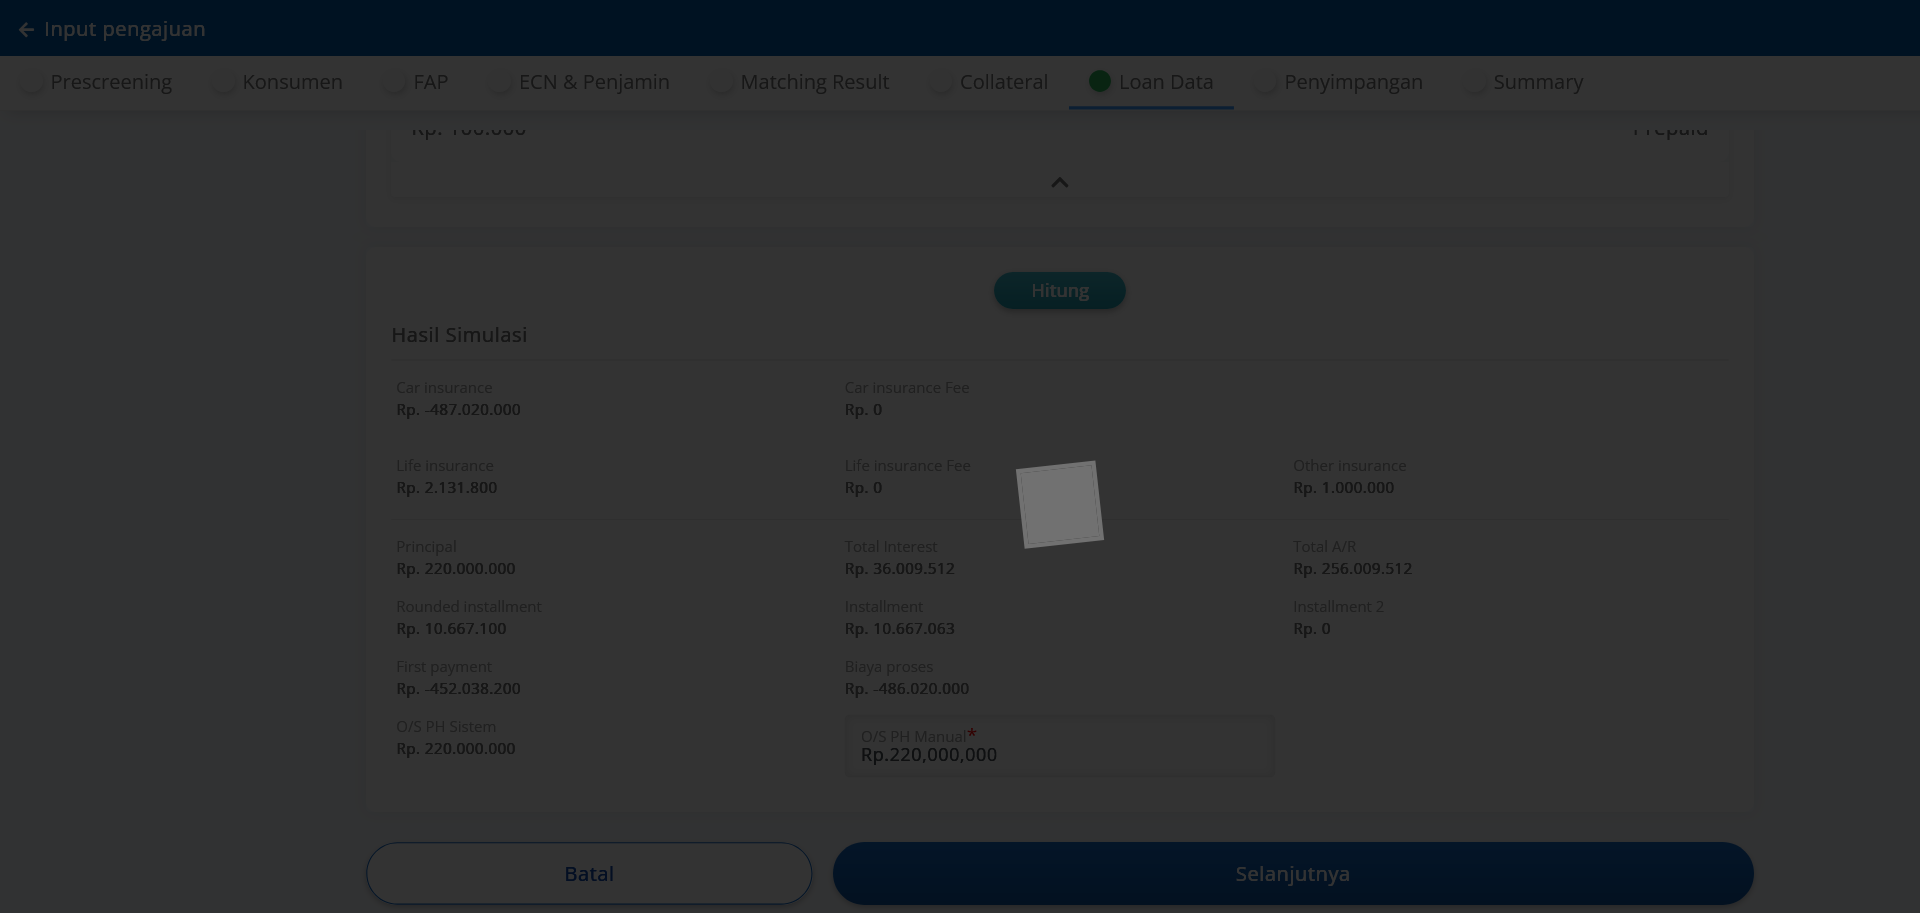 Input pengajuan
Prescreening Konsumen FAP ECN & Penjamin Matching Result Collateral Loan Data Penyimpangan Summary
Rp. 100.000 Prepaid
Hitung
Hasil Simulasi
Car insurance Car insurance Fee
Rp. -487.020.000 Rp. 0
Life insurance Life insurance Fee Other insurance
Rp. 2.131.800 Rp. 0 Rp. 1.000.000
Principal Total Interest Total A/R
Rp. 220.000.000 Rp. 36.009.512 Rp. 256.009.512
Rounded installment Installment Installment 2
Rp. 10.667.100 Rp. 10.667.063 Rp. 0
First payment Biaya proses
Rp. -452.038.200 Rp. -486.020.000
O/S PH Sistem O/S PH Manual*
Rp. 220.000.000 Rp.220,000,000
Batal Selanjutnya